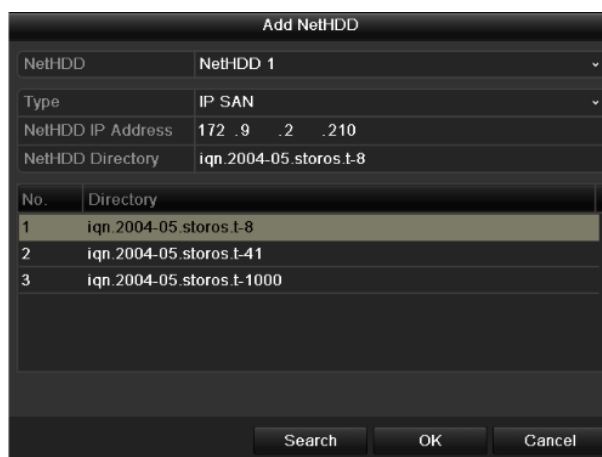 Add NetHDD
NetHDD NetHDD 1
Type IP SAN
NetHDD IP Address 172 .9 .2 .210
NetHDD Directory iqn.2004-05.storos.t-8
No. Directory
1 iqn.2004-05.storos.t-8
2 iqn.2004-05.storos.t-41
3 iqn.2004-05.storos.t-1000
Search OK Cancel